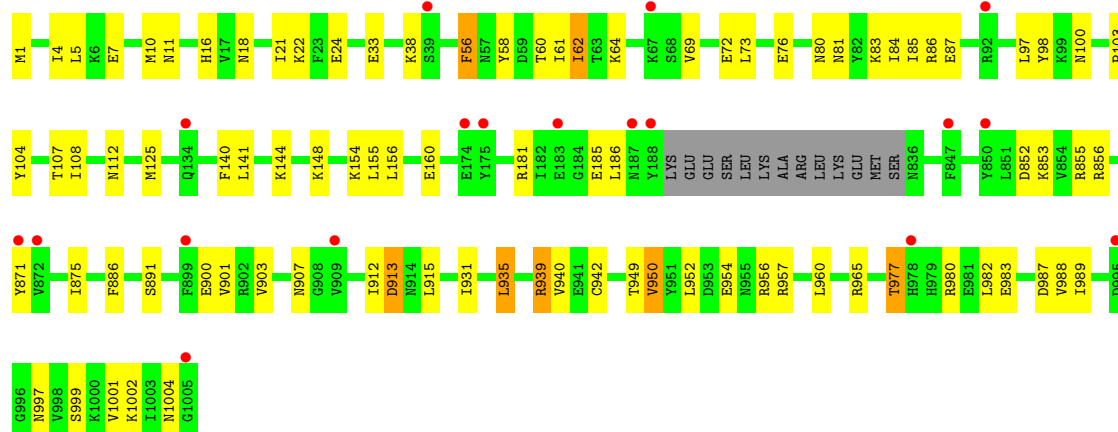 M1 I4 L5 K6 E7 M10 N11 H16 V17 N18 I21 K22 F23 E24 E33 K38 S39 F56 N57 Y58 D59 T60 I61 I62 T63 K64 K67 S68 V69 E72 L73 E76 N80 N81 Y82 K83 I84 I85 R86 E87 R92 L97 Y98 K99 N100 R103
Y104 T107 I108 N112 M125 Q134 F140 L141 K144 K148 K154 L155 L156 E160 E174 Y175 R181 I182 E183 G184 E185 L186 N187 Y188 LYS GLU GLU SER LEU LYS ALA ARG LEU LYS GLU MET SER N836 F847 Y850 L851 D852 K853 V854 R855 R856
Y871 V872 I875 F886 S891 F899 E900 V901 R902 V903 N907 G908 V909 I912 D913 N914 L915 I931 L935 R939 V940 E941 C942 T949 V950 Y951 L952 D953 E954 N955 R956 R957 L960 R965 T977 H978 H979 R980 E981 L982 E983 D987 V988 I989 D995
G996 N997 V998 S999 K1000 V1001 K1002 I1003 N1004 G1005